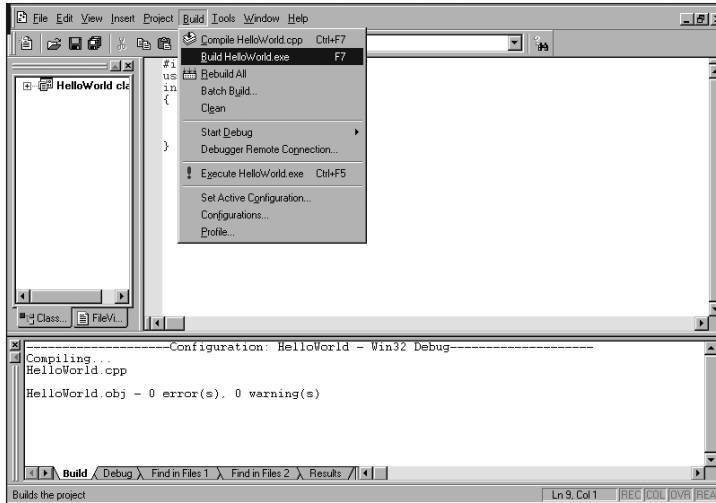 File Edit View Insert Project Build Tools Window Help
Compile HelloWorld.cpp Ctrl+F7
Build HelloWorld.exe F7
Rebuild All
Batch Build...
Clean
Start Debug
Debugger Remote Connection...
Execute HelloWorld.exe Ctrl+F5
Set Active Configuration...
Configurations...
Profile...
HelloWorld cla
#i
us
in
{
}
Class... FileVi...
--------------------Configuration: HelloWorld - Win32 Debug--------------------
Compiling...
HelloWorld.cpp
HelloWorld.obj - 0 error(s), 0 warning(s)
Build Debug Find in Files 1 Find in Files 2 Results
Builds the project Ln 9, Col 1 REC COL OVR REA